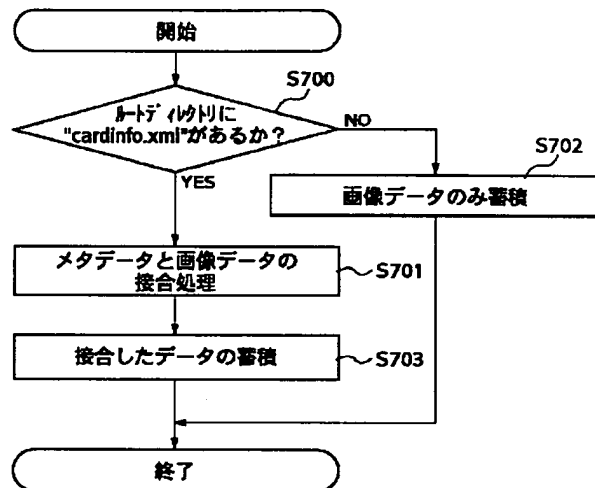 開始
S700
ルートディレクトリに
"cardinfo.xml"があるか？
NO
S702
YES
画像データのみ蓄積
メタデータと画像データの
接合処理
S701
接合したデータの蓄積
S703
終了